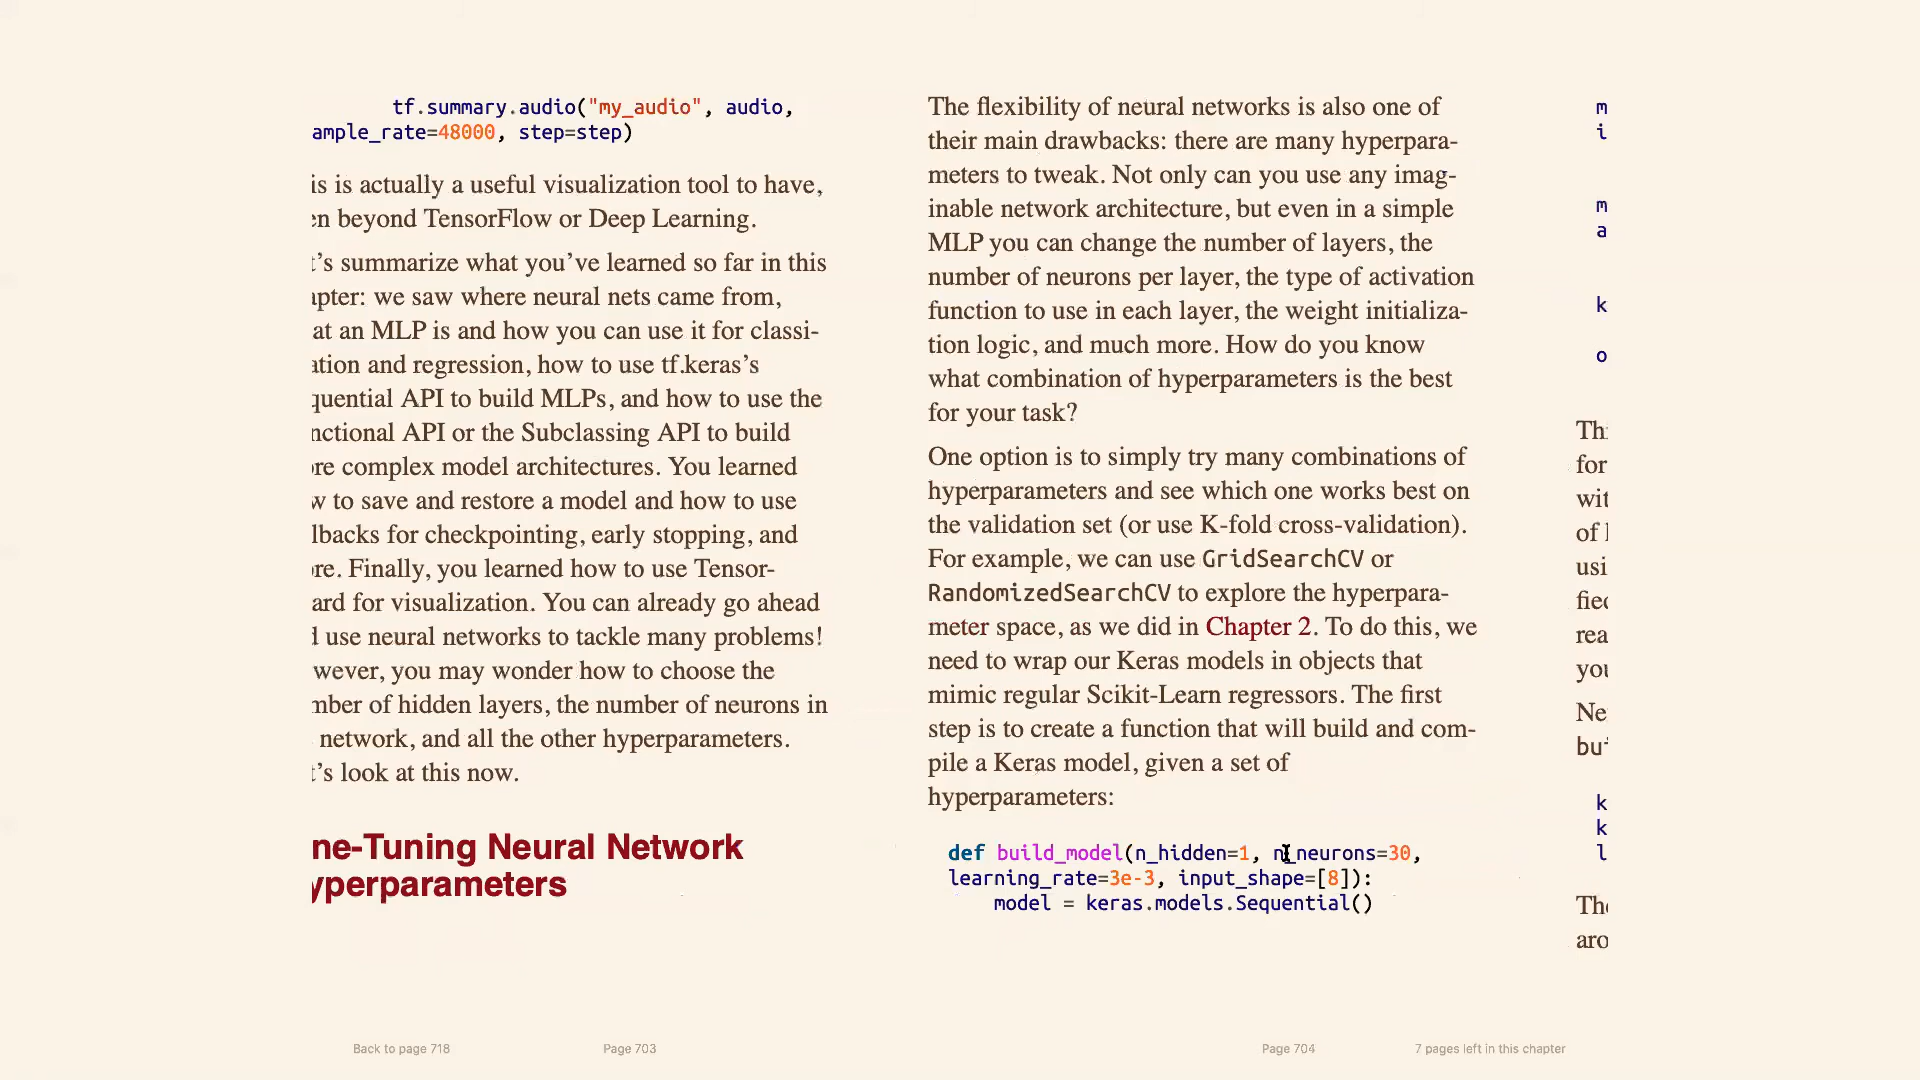 tf.summary.audio("my_audio", audio,
ample_rate=48000, step=step)
is is actually a useful visualization tool to have,
en beyond TensorFlow or Deep Learning.
t’s summarize what you’ve learned so far in this
apter: we saw where neural nets came from,
at an MLP is and how you can use it for classi-
ation and regression, how to use tf.keras’s
quential API to build MLPs, and how to use the
nctional API or the Subclassing API to build
re complex model architectures. You learned
w to save and restore a model and how to use
lbacks for checkpointing, early stopping, and
re. Finally, you learned how to use Tensor-
ard for visualization. You can already go ahead
d use neural networks to tackle many problems!
wever, you may wonder how to choose the
mber of hidden layers, the number of neurons in
network, and all the other hyperparameters.
t’s look at this now.
ne-Tuning Neural Network
yperparameters
The flexibility of neural networks is also one of
their main drawbacks: there are many hyperpara-
meters to tweak. Not only can you use any imag-
inable network architecture, but even in a simple
MLP you can change the number of layers, the
number of neurons per layer, the type of activation
function to use in each layer, the weight initializa-
tion logic, and much more. How do you know
what combination of hyperparameters is the best
for your task?
One option is to simply try many combinations of
hyperparameters and see which one works best on
the validation set (or use K-fold cross-validation).
For example, we can use GridSearchCV or
RandomizedSearchCV to explore the hyperpara-
meter space, as we did in Chapter 2. To do this, we
need to wrap our Keras models in objects that
mimic regular Scikit-Learn regressors. The first
step is to create a function that will build and com-
pile a Keras model, given a set of
hyperparameters:
def build_model(n_hidden=1, n_neurons=30,
learning_rate=3e-3, input_shape=[8]):
model = keras.models.Sequential()
m
i
m
a
k
o
Thi
for
wit
of
usi
fied
rea
you
Ne
bui
k
k
l
The
aro
Back to page 718
Page 703
Page 704
7 pages left in this chapter